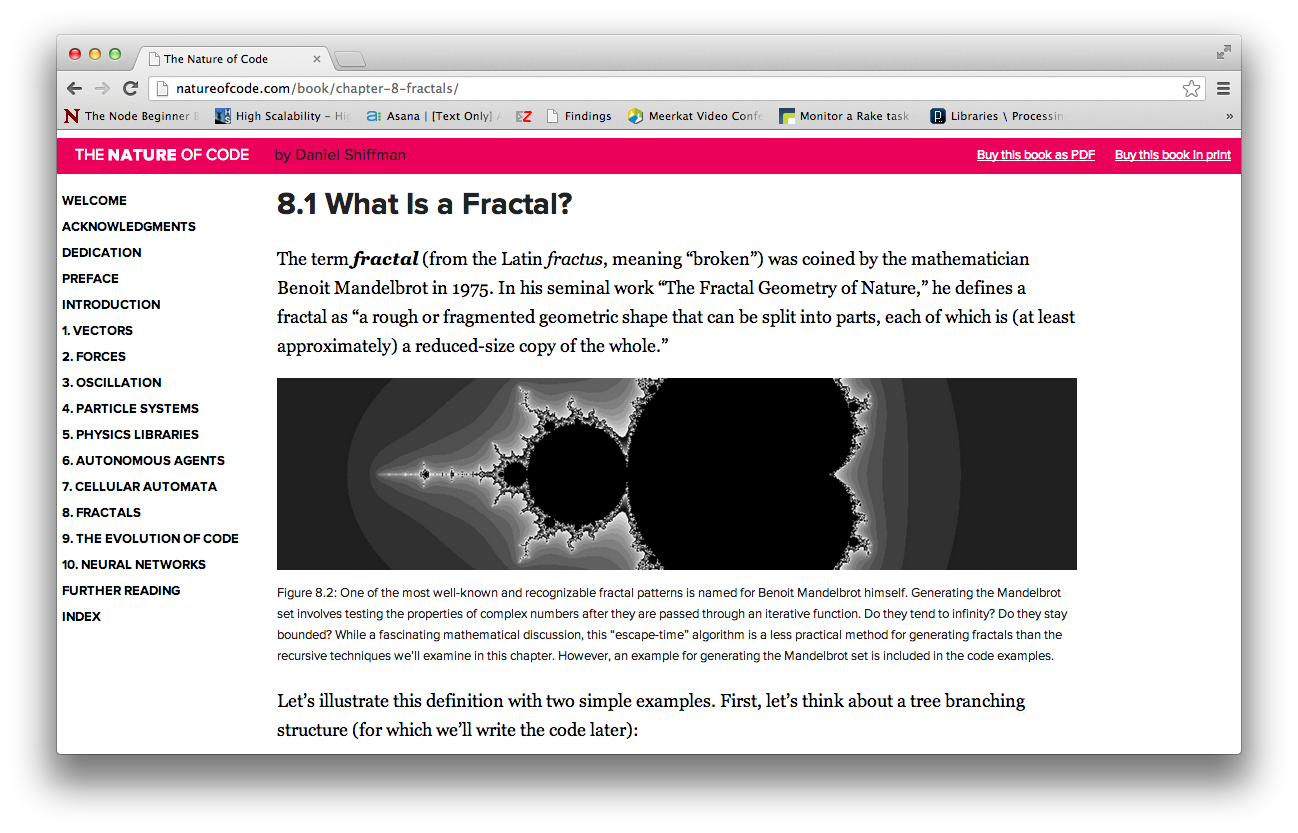 The Nature of Code
natureofcode.com/book/chapter-8-fractals/
The Node Beginner
High Scalability –
Asana | [Text Only]
EZ
Findings
Meerkat Video
Monitor a Rake task
Libraries \
»
THE NATURE OF CODE by Daniel Shiffman
Buy this book as PDF
Buy this book in print
WELCOME
ACKNOWLEDGMENTS
DEDICATION
PREFACE
INTRODUCTION
1. VECTORS
2. FORCES
3. OSCILLATION
4. PARTICLE SYSTEMS
5. PHYSICS LIBRARIES
6. AUTONOMOUS AGENTS
7. CELLULAR AUTOMATA
8. FRACTALS
9. THE EVOLUTION OF CODE
10. NEURAL NETWORKS
FURTHER READING
INDEX
8.1 What Is a Fractal?
The term fractal (from the Latin fractus, meaning “broken”) was coined by the mathematician
Benoit Mandelbrot in 1975. In his seminal work “The Fractal Geometry of Nature,” he defines a
fractal as “a rough or fragmented geometric shape that can be split into parts, each of which is (at least
approximately) a reduced-size copy of the whole.”
Figure 8.2: One of the most well-known and recognizable fractal patterns is named for Benoit Mandelbrot himself. Generating the Mandelbrot
set involves testing the properties of complex numbers after they are passed through an iterative function. Do they tend to infinity? Do they stay
bounded? While a fascinating mathematical discussion, this “escape-time” algorithm is a less practical method for generating fractals than the
recursive techniques we’ll examine in this chapter. However, an example for generating the Mandelbrot set is included in the code examples.
Let’s illustrate this definition with two simple examples. First, let’s think about a tree branching
structure (for which we’ll write the code later):